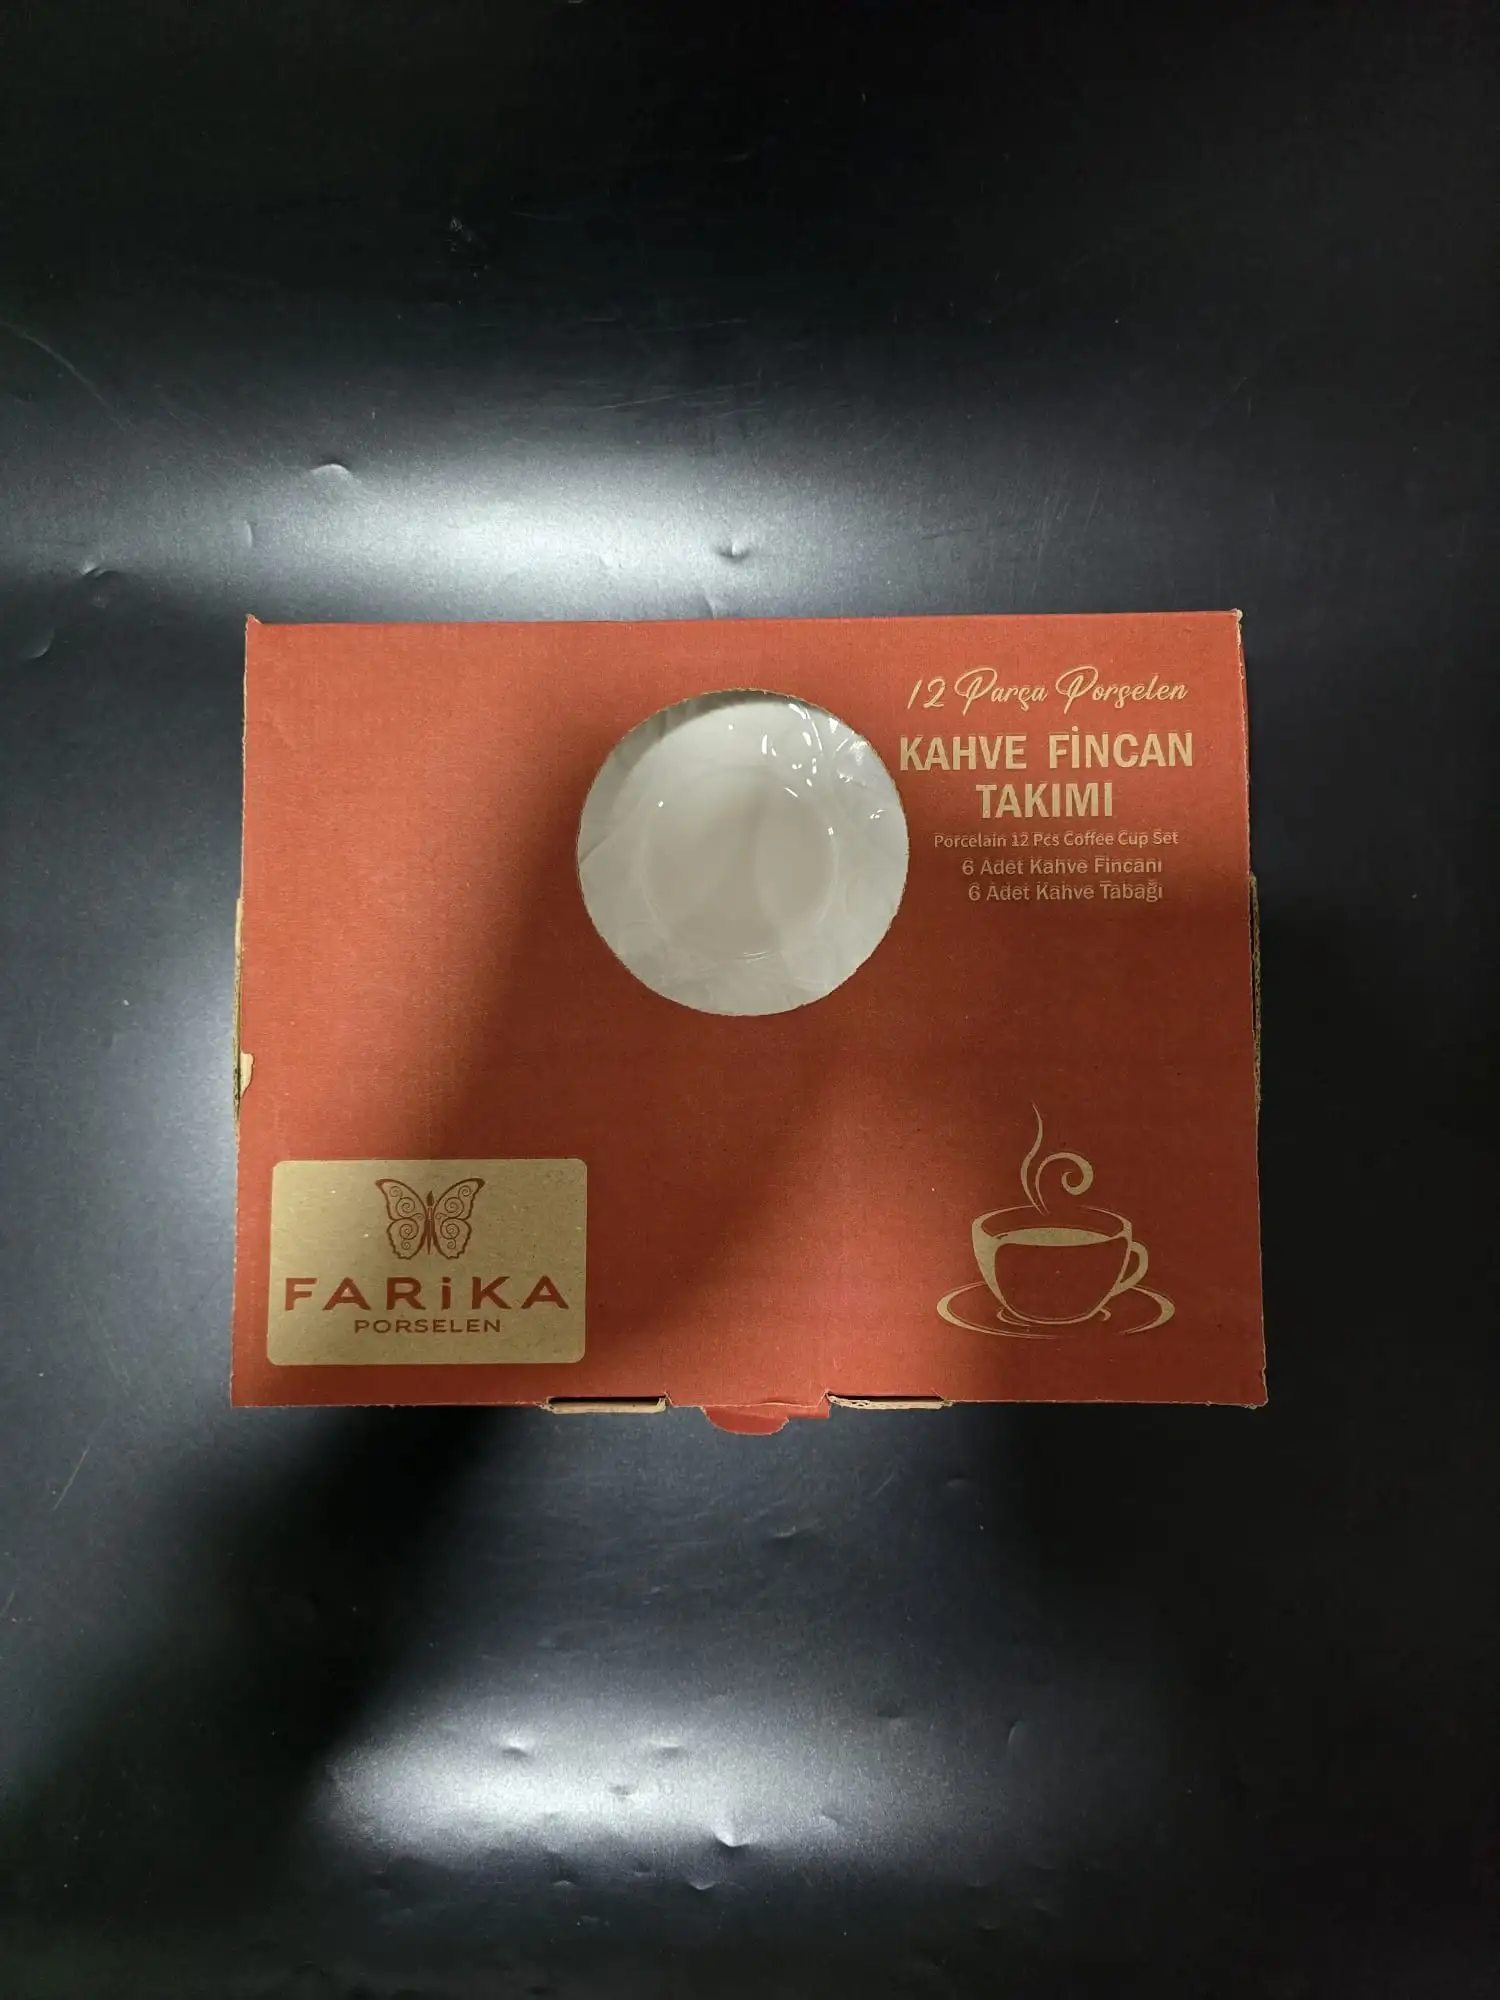 12 Parça Porselen
KAHVE FİNCAN
TAKIMI
Porcelain 12 Pcs Coffee Cup Set
6 Adet Kahve Fincanı
6 Adet Kahve Tabağı
FARiKA
PORSELEN